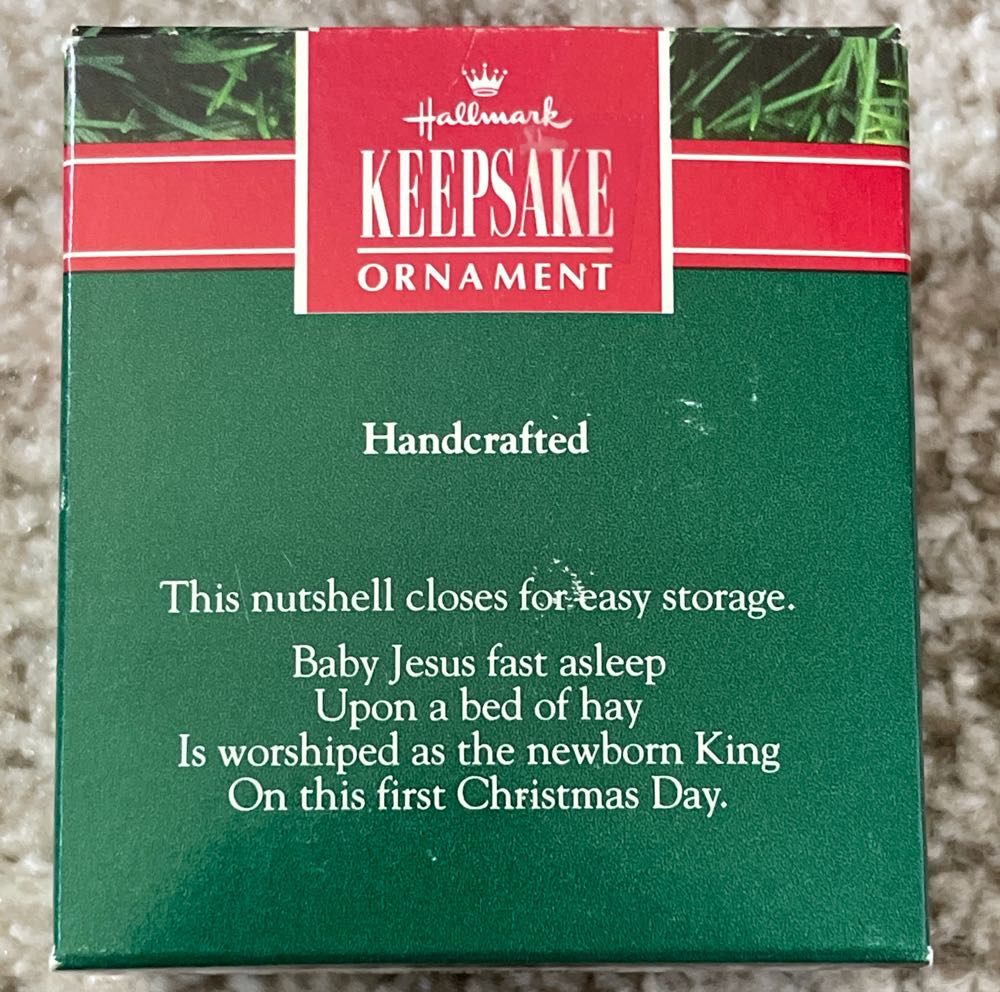 Hallmark
KEEPSAKE
ORNAMENT
Handcrafted
This nutshell closes for easy storage.
Baby Jesus fast asleep
Upon a bed of hay
Is worshiped as the newborn King
On this first Christmas Day.